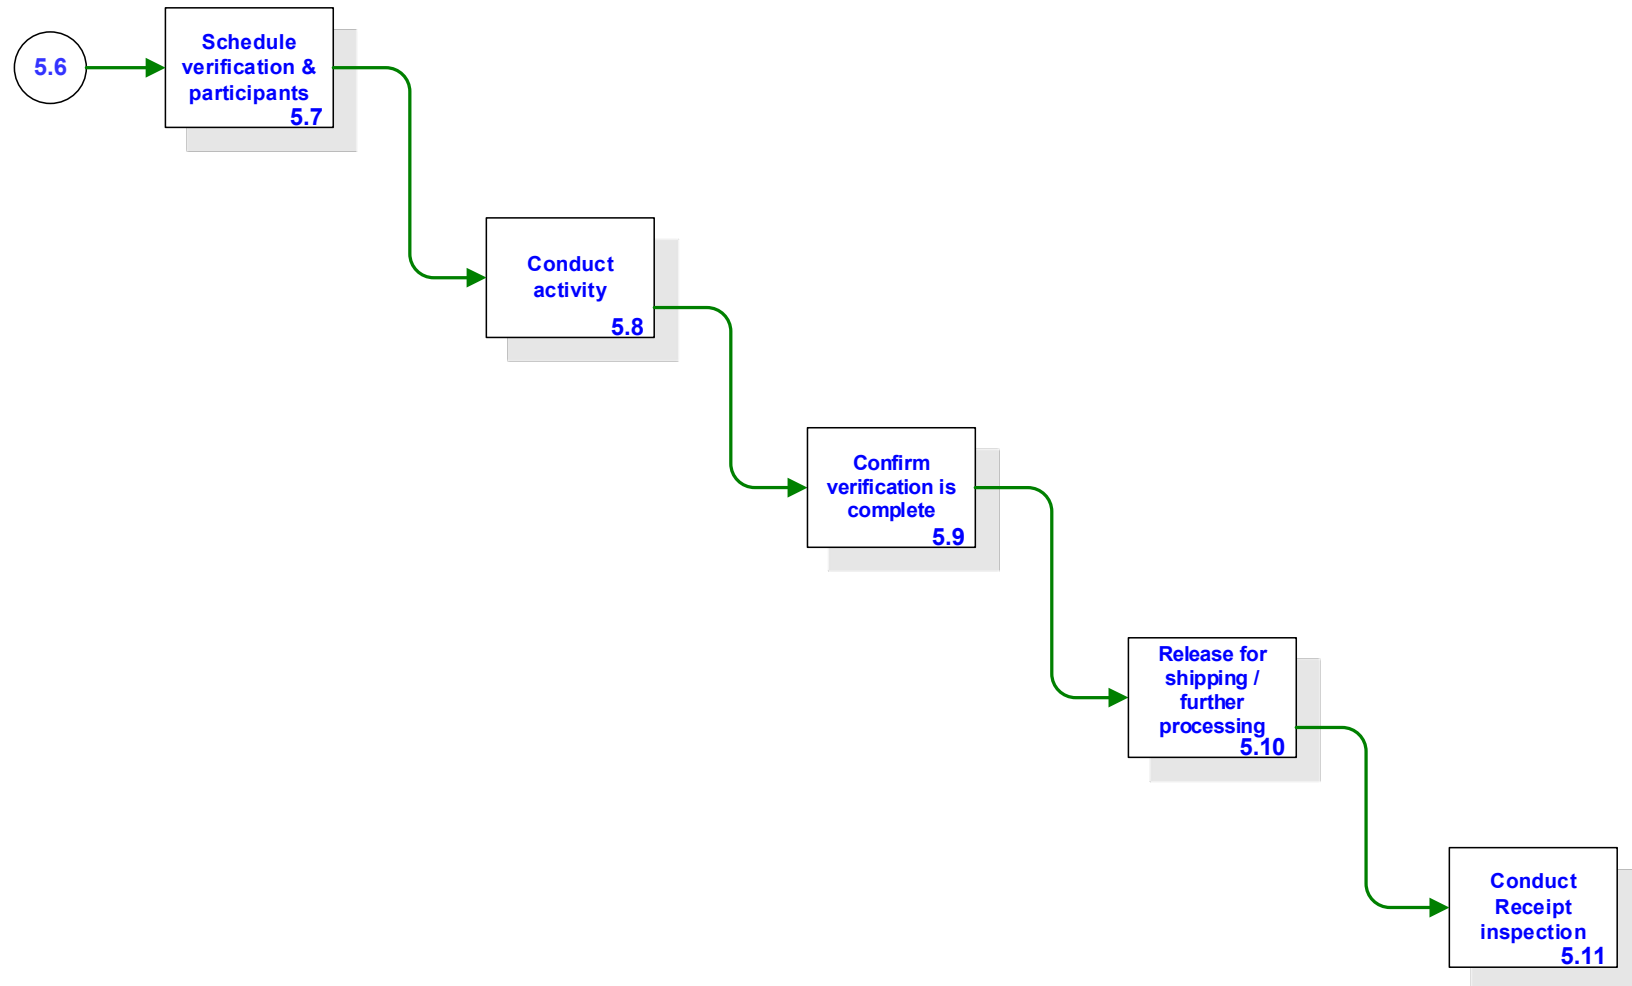 5.6
Schedule
verification &
participants
5.7
Conduct
activity
5.8
Confirm
verification is
complete
5.9
Release for
shipping /
further
processing
5.10
Conduct
Receipt
inspection
5.11